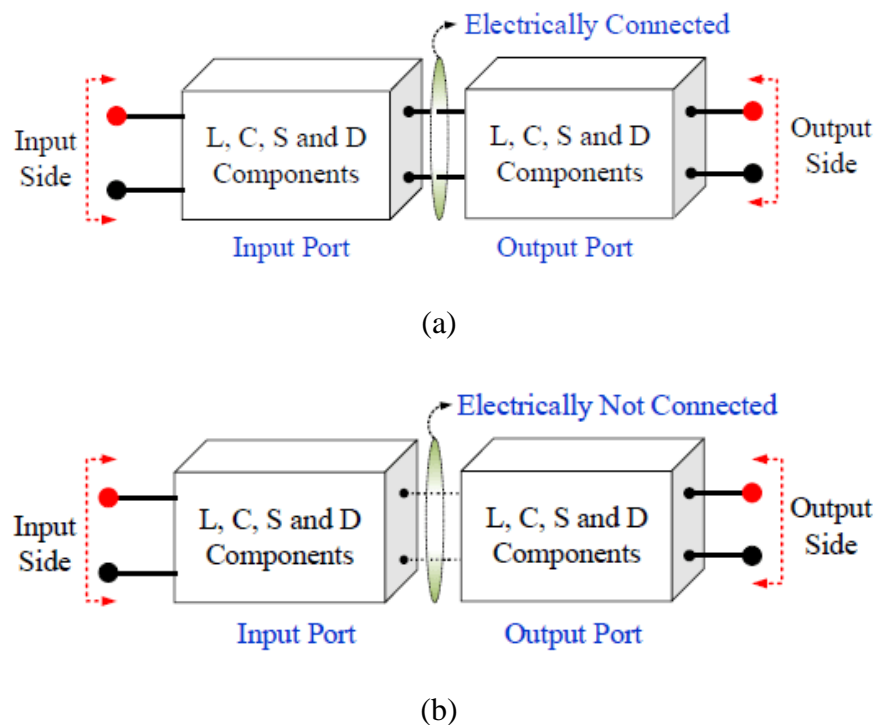 Electrically Connected
Input
Side
L, C, S and D
Components
L, C, S and D
Components
Output
Side
Input Port
Output Port
(a)
Electrically Not Connected
Input
Side
L, C, S and D
Components
L, C, S and D
Components
Output
Side
Input Port
Output Port
(b)